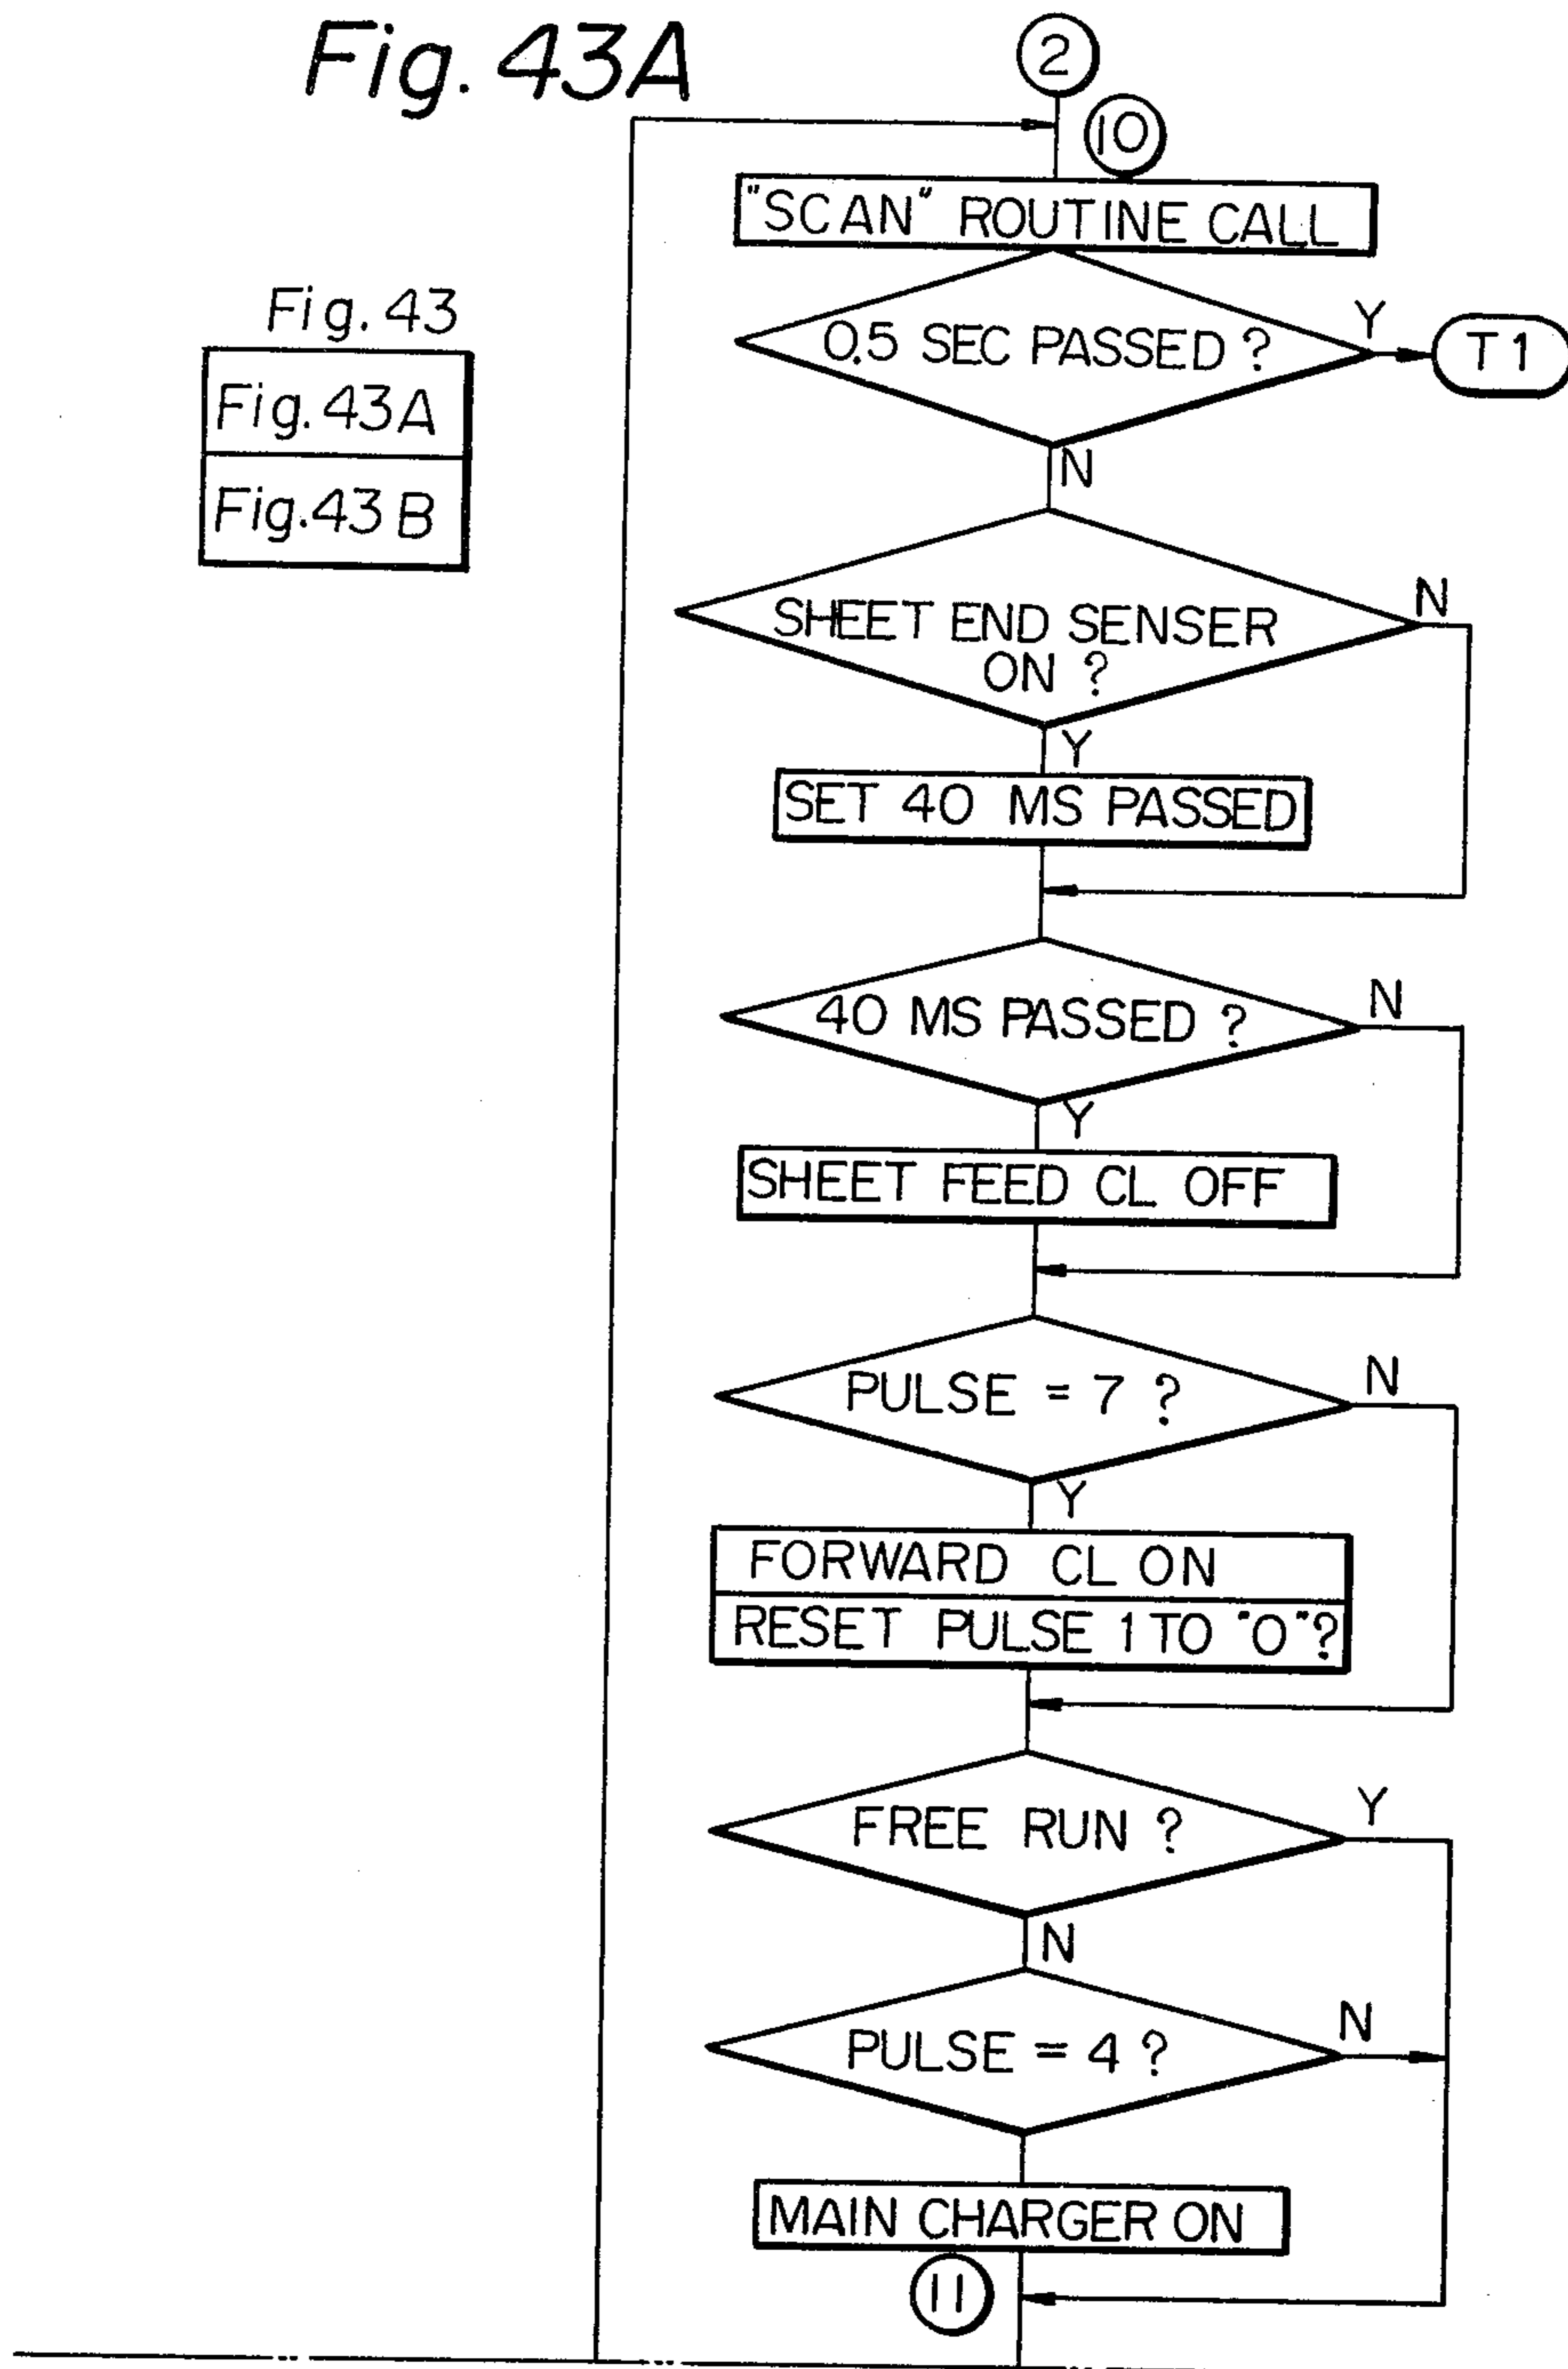 Fig. 43A
2
10
"SCAN" ROUTINE CALL
Fig. 43
Fig. 43A
Fig. 43B
0.5 SEC PASSED ?
Y
T1
N
SHEET END SENSER
ON ?
N
Y
SET 40 MS PASSED
40 MS PASSED ?
N
Y
SHEET FEED CL OFF
PULSE = 7 ?
N
Y
FORWARD CL ON
RESET PULSE 1 TO "0"?
FREE RUN ?
Y
N
PULSE = 4 ?
N
MAIN CHARGER ON
11